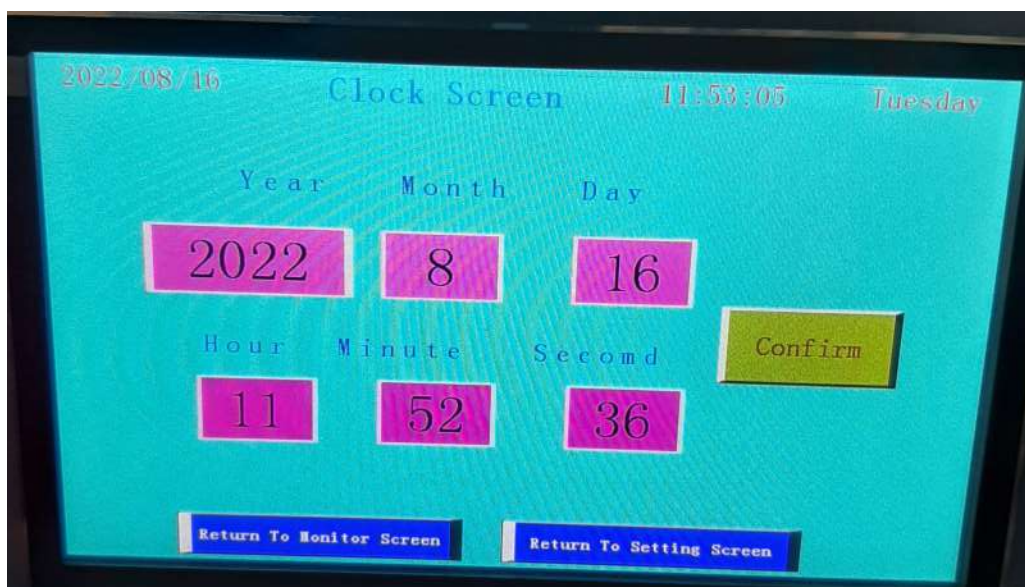 2022/08/16 Clock Screen 11:53:05 Tuesday
Year Month Day
2022 8 16
Hour Minute Secomd
Confirm
11 52 36
Return To Monitor Screen Return To Setting Screen